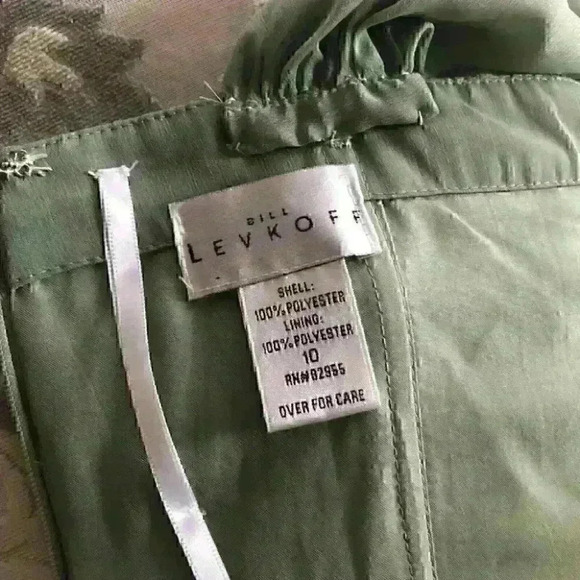 BILL
LEVKOFF
SHELL:
100% POLYESTER
LINING:
100% POLYESTER
10
RN#82955
OVER FOR CARE